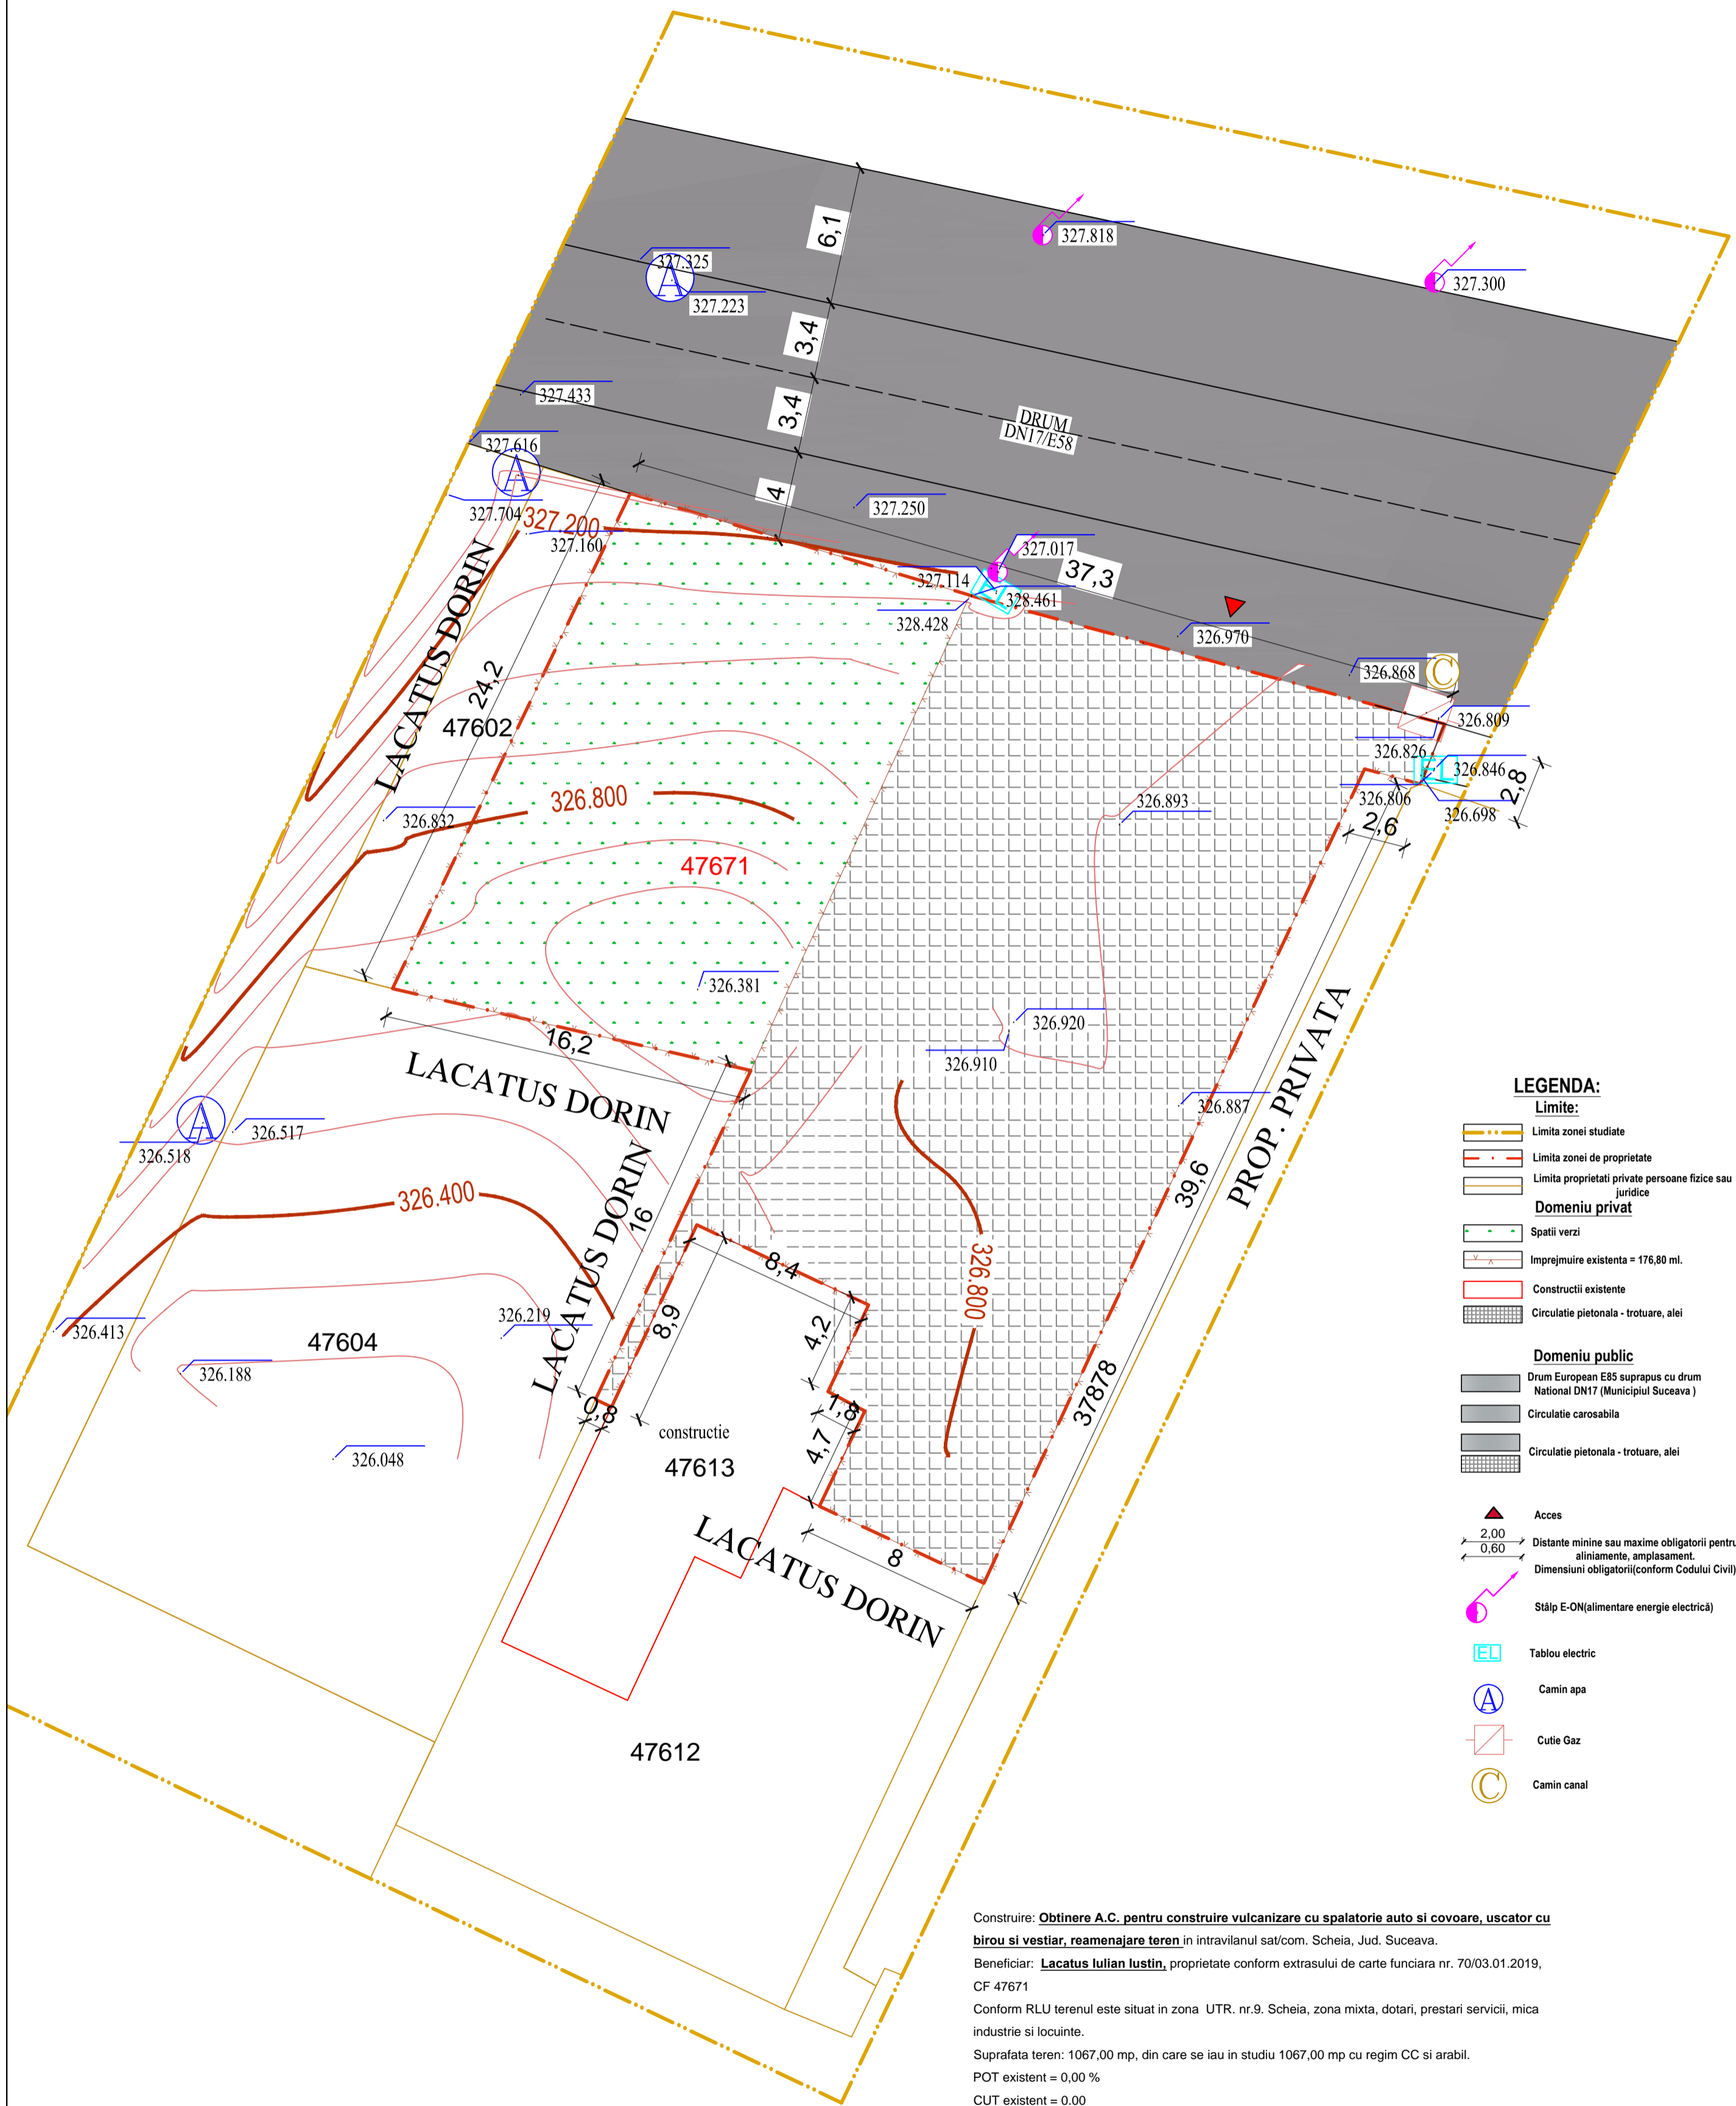 6,1
327.818
327.300
327.325
A
327.223
3,4
3,4
327.433
DRUM
DN17/E58
327.616
A
4
327.250
327.704
327.200
327.160
327.017
37,3
327.114
328.461
328.428
326.970
326.868
C
LACATUS DORIN
24,2
47602
326.809
326.826
EL
326.846
2,8
326.806
326.698
2,6
326.832
326.800
326.893
47671
326.381
326.920
326.910
16,2
LACATUS DORIN
326.887
PROP. PRIVATA
A
326.517
326.518
326.400
LACATUS DORIN
16
39,6
8,4
326.800
8,9
4,2
326.413
326.219
47604
326.188
37878
0,8
1,8
4,7
constructie
47613
326.048
LACATUS DORIN
8
47612
LEGENDA:
Limite:
Limita zonei studiate
Limita zonei de proprietate
Limita proprietati private persoane fizice sau
juridice
Domeniu privat
Spatii verzi
Imprejmuire existenta = 176,80 ml.
Constructii existente
Circulatie pietonala - trotuare, alei
Domeniu public
Drum European E85 suprapus cu drum
National DN17 (Municipiul Suceava )
Circulatie carosabila
Circulatie pietonala - trotuare, alei
Acces
2,00
0,60
Distante minine sau maxime obligatorii pentru
aliniamente, amplasament.
Dimensiuni obligatorii(conform Codului Civil)
Stâlp E-ON(alimentare energie electrică)
EL
Tablou electric
Camin apa
A
Cutie Gaz
C
Camin canal
Construire: Obtinere A.C. pentru construire vulcanizare cu spalatorie auto si covoare, uscator cu
birou si vestiar, reamenajare teren in intravilanul sat/com. Scheia, Jud. Suceava.
Beneficiar: Lacatus Iulian Iustin, proprietate conform extrasului de carte funciara nr. 70/03.01.2019,
CF 47671
Conform RLU terenul este situat in zona UTR. nr.9. Scheia, zona mixta, dotari, prestari servicii, mica
industrie si locuinte.
Suprafata teren: 1067,00 mp, din care se iau in studiu 1067,00 mp cu regim CC si arabil.
POT existent = 0,00 %
CUT existent = 0.00